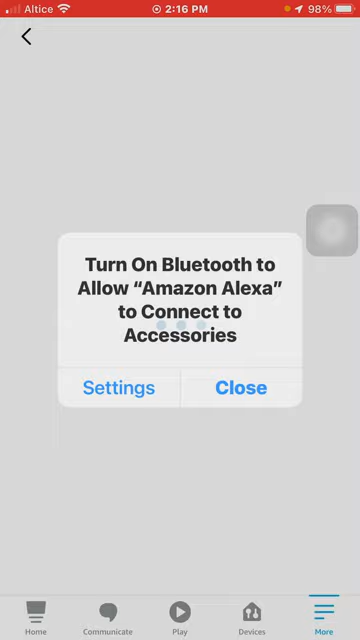 Altice 2:16 PM 98%
Turn On Bluetooth to
Allow “Amazon Alexa”
to Connect to
Accessories
Settings Close
Home Communicate Play Devices More